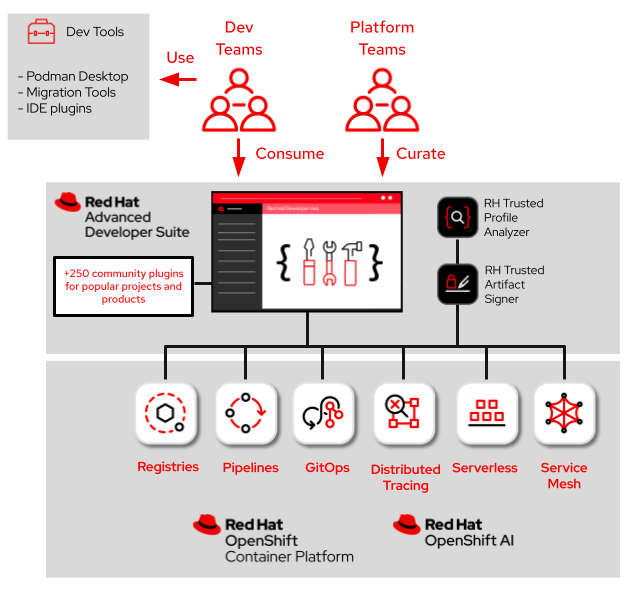 Dev Tools
- Podman Desktop
- Migration Tools
- IDE plugins
Use
Dev
Teams
Platform
Teams
Consume
Curate
Red Hat
Advanced
Developer Suite
Red Hat Developer Hub
RH Trusted
Profile
Analyzer
RH Trusted
Artifact
Signer
+250 community plugins
for popular projects and
products
Registries
Pipelines
GitOps
Distributed
Tracing
Serverless
Service
Mesh
Red Hat
OpenShift
Container Platform
Red Hat
OpenShift AI